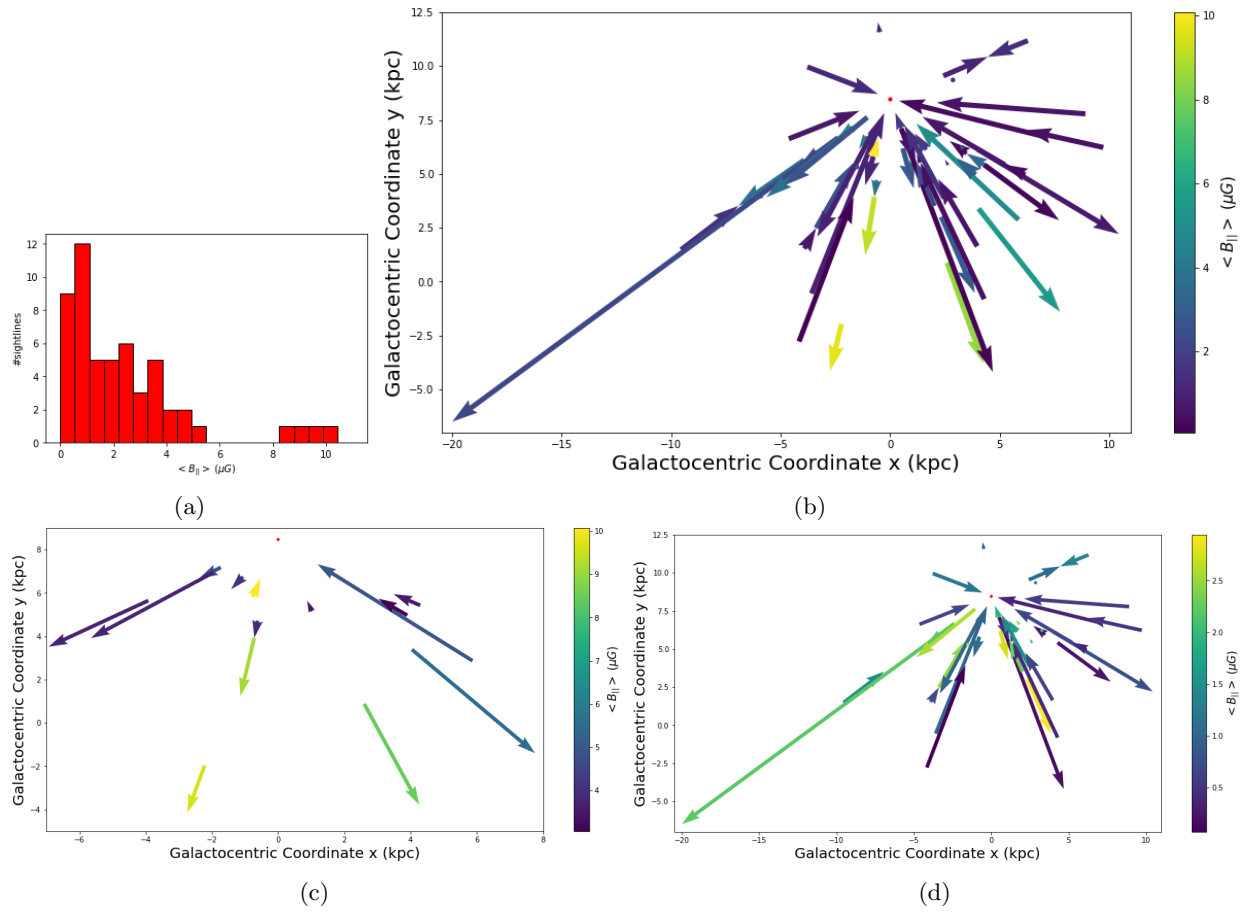 12
10
8
6
4
2
0
#sightlines
0 2 4 6 8 10
< B|| > (μG)
(a)
12.5
10.0
7.5
5.0
2.5
0.0
−2.5
−5.0
Galactocentric Coordinate y (kpc)
−20 −15 −10 −5 0 5 10
Galactocentric Coordinate x (kpc)
10
8
6
4
2
< B|| > (μG)
(b)
8
6
4
2
0
−2
−4
Galactocentric Coordinate y (kpc)
−6 −4 −2 0 2 4 6 8
Galactocentric Coordinate x (kpc)
10
9
8
7
6
5
4
< B|| > (μG)
(c)
12.5
10.0
7.5
5.0
2.5
0.0
−2.5
−5.0
Galactocentric Coordinate y (kpc)
−20 −15 −10 −5 0 5 10
Galactocentric Coordinate x (kpc)
2.5
2.0
1.5
1.0
0.5
< B|| > (μG)
(d)